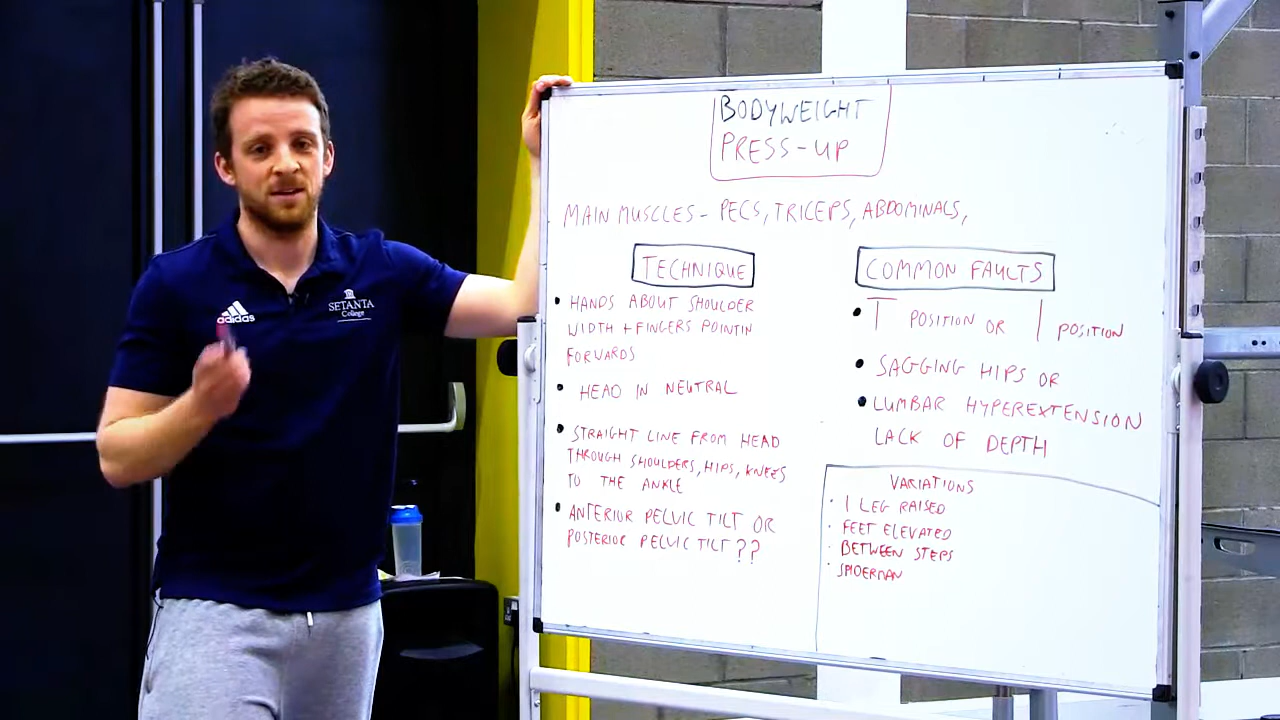 BODYWEIGHT
PRESS-UP
MAIN MUSCLES - PECS, TRICEPS, ABDOMINALS,
TECHNIQUE
• HANDS ABOUT SHOULDER
WIDTH + FINGERS POINTIN
FORWARDS
• HEAD IN NEUTRAL
• STRAIGHT LINE FROM HEAD
THROUGH SHOULDERS, HIPS, KNEES
TO THE ANKLE
• ANTERIOR PELVIC TILT OR
POSTERIOR PELVIC TILT??
COMMON FAULTS
• T POSITION OR | POSITION
• SAGGING HIPS OR
• LUMBAR HYPEREXTENSION
LACK OF DEPTH
VARIATIONS
· 1 LEG RAISED
· FEET ELEVATED
· BETWEEN STEPS
· SPIDERMAN
adidas
SETANTA
College